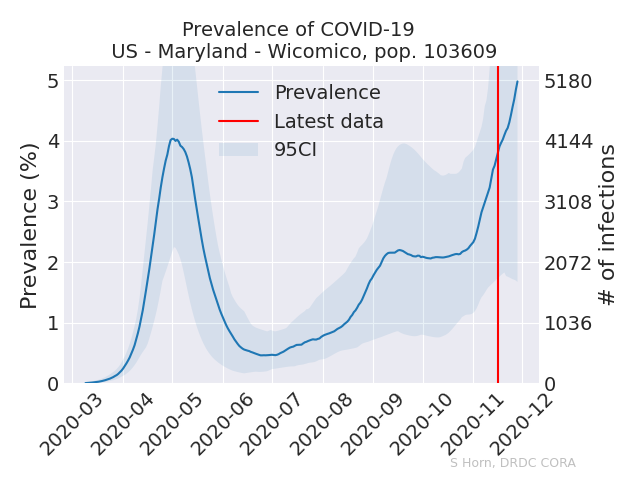 Prevalence of COVID-19
US - Maryland - Wicomico, pop. 103609
Prevalence
Latest data
95CI
Prevalence (%)
5
4
3
2
1
0
5180
4144
3108
2072
1036
0
# of infections
2020-03
2020-04
2020-05
2020-06
2020-07
2020-08
2020-09
2020-10
2020-11
2020-12
S Horn, DRDC CORA